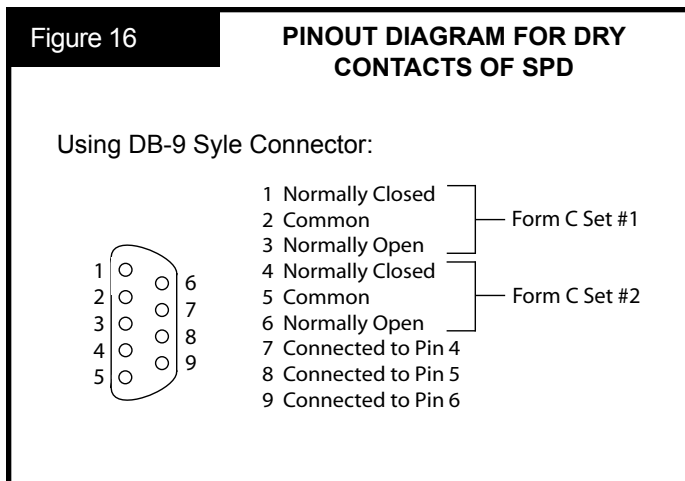 Figure 16
PINOUT DIAGRAM FOR DRY
CONTACTS OF SPD
Using DB-9 Syle Connector:
1 Normally Closed
2 Common
3 Normally Open
Form C Set #1
4 Normally Closed
5 Common
6 Normally Open
Form C Set #2
7 Connected to Pin 4
8 Connected to Pin 5
9 Connected to Pin 6
1
2
3
4
5
6
7
8
9